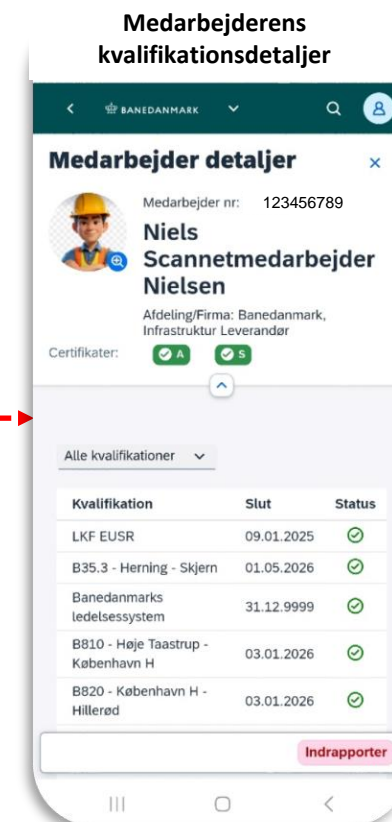 Medarbejderens
kvalifikationsdetaljer
BANEDANMARK
Medarbejder detaljer
Medarbejder nr: 123456789
Niels
Scannetmedarbejder
Nielsen
Afdeling/Firma: Banedanmark,
Infrastruktur Leverandør
Certifikater: A S
Alle kvalifikationer
Kvalifikation Slut Status
LKF EUSR 09.01.2025
B35.3 - Herning - Skjern 01.05.2026
Banedanmarks
ledelsessystem 31.12.9999
B810 - Høje Taastrup -
København H 03.01.2026
B820 - København H -
Hillerød 03.01.2026
Indrapporter